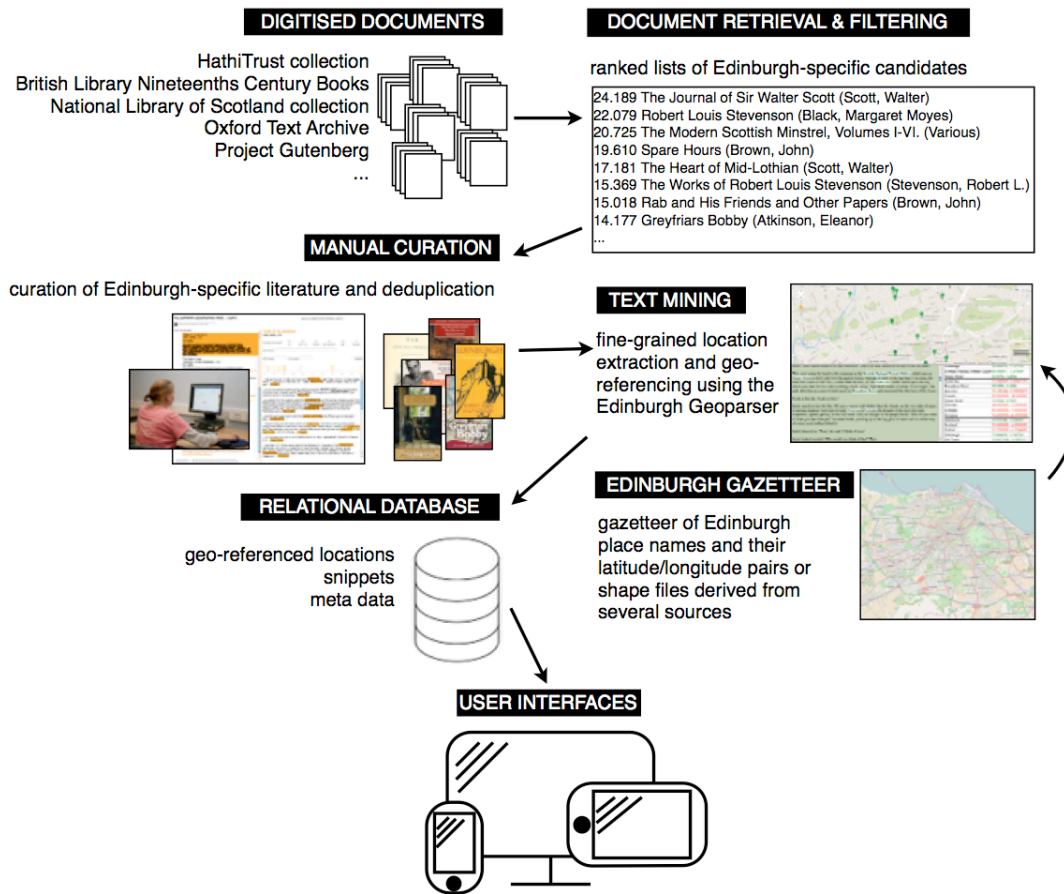 DIGITISED DOCUMENTS
HathiTrust collection
British Library Nineteenths Century Books
National Library of Scotland collection
Oxford Text Archive
Project Gutenberg
...
DOCUMENT RETRIEVAL & FILTERING
ranked lists of Edinburgh-specific candidates
24.189 The Journal of Sir Walter Scott (Scott, Walter)
22.079 Robert Louis Stevenson (Black, Margaret Moyes)
20.725 The Modern Scottish Minstrel, Volumes I-VI. (Various)
19.610 Spare Hours (Brown, John)
17.181 The Heart of Mid-Lothian (Scott, Walter)
15.369 The Works of Robert Louis Stevenson (Stevenson, Robert L.)
15.018 Rab and His Friends and Other Papers (Brown, John)
14.177 Greyfriars Bobby (Atkinson, Eleanor)
...
MANUAL CURATION
curation of Edinburgh-specific literature and deduplication
EDINBURGH
Greyfriars
Bobby
TEXT MINING
fine-grained location
extraction and geo-
referencing using the
Edinburgh Geoparser
EDINBURGH GAZETTEER
gazetteer of Edinburgh
place names and their
latitude/longitude pairs or
shape files derived from
several sources
RELATIONAL DATABASE
geo-referenced locations
snippets
meta data
USER INTERFACES